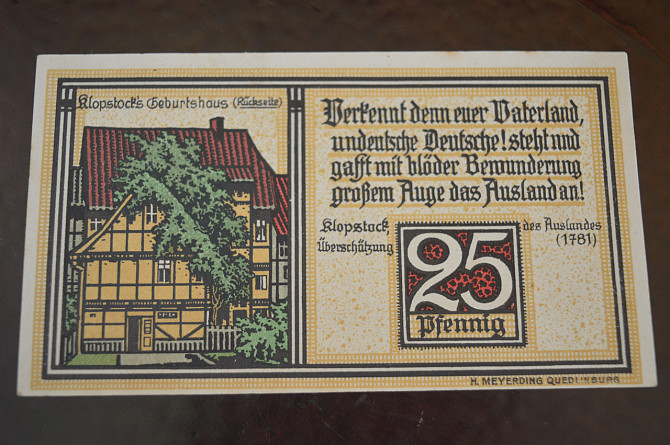 Klopstock's Geburtshaus (Rückseite)
Verkennt denn euer Vaterland,
undeutsche Deutsche! steht und
gafft mit blöder Bewunderung
großem Auge das Ausland an!
Klopstock, des Auslandes
Überschätzung (1781)
25
Pfennig
H. MEYERDING QUEDLINBURG